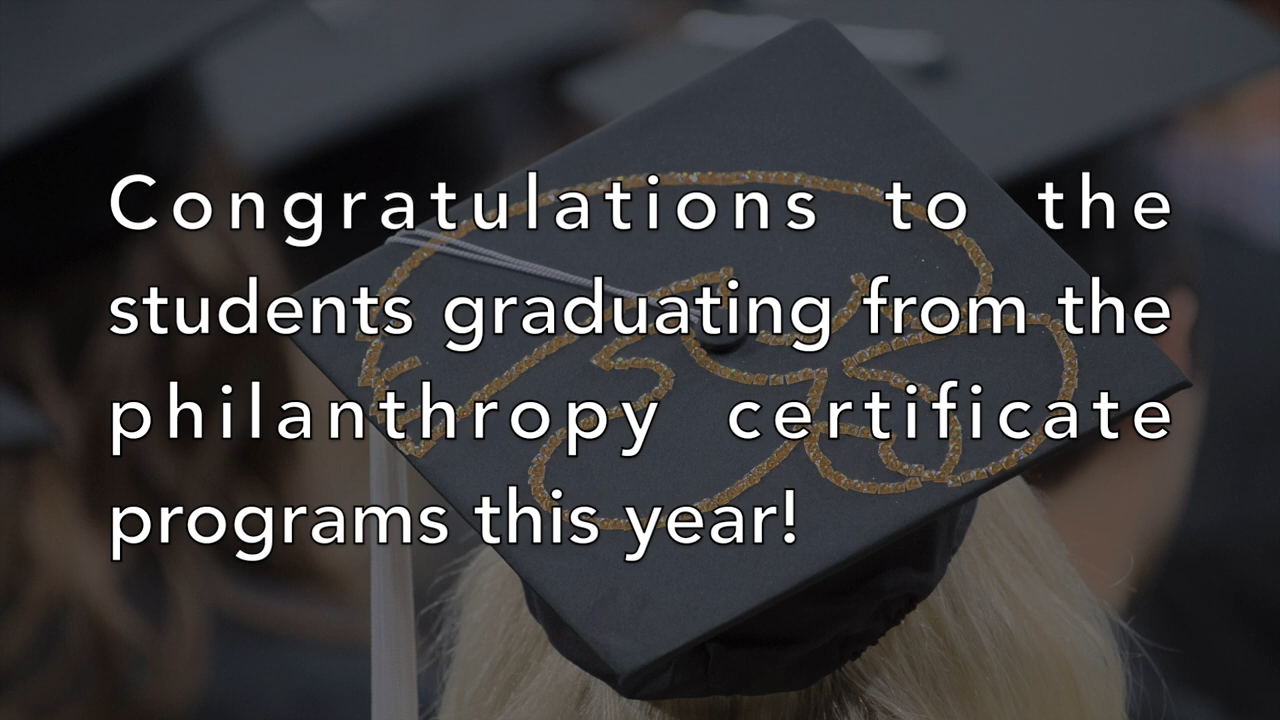 Congratulations to the
students graduating from the
philanthropy certificate
programs this year!